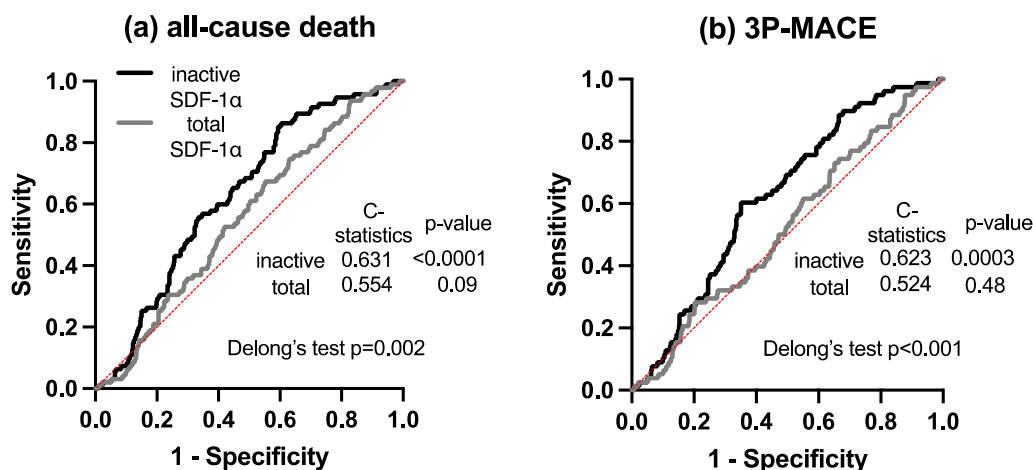 (a) all-cause death
inactive
SDF-1α
total
SDF-1α
1.0
0.8
0.6
0.4
0.2
0.0
Sensitivity
C-
statistics p-value
inactive 0.631 <0.0001
total 0.554 0.09
Delong's test p=0.002
0.0 0.2 0.4 0.6 0.8 1.0
1 - Specificity
(b) 3P-MACE
1.0
0.8
0.6
0.4
0.2
0.0
Sensitivity
C-
statistics p-value
inactive 0.623 0.0003
total 0.524 0.48
Delong's test p<0.001
0.0 0.2 0.4 0.6 0.8 1.0
1 - Specificity